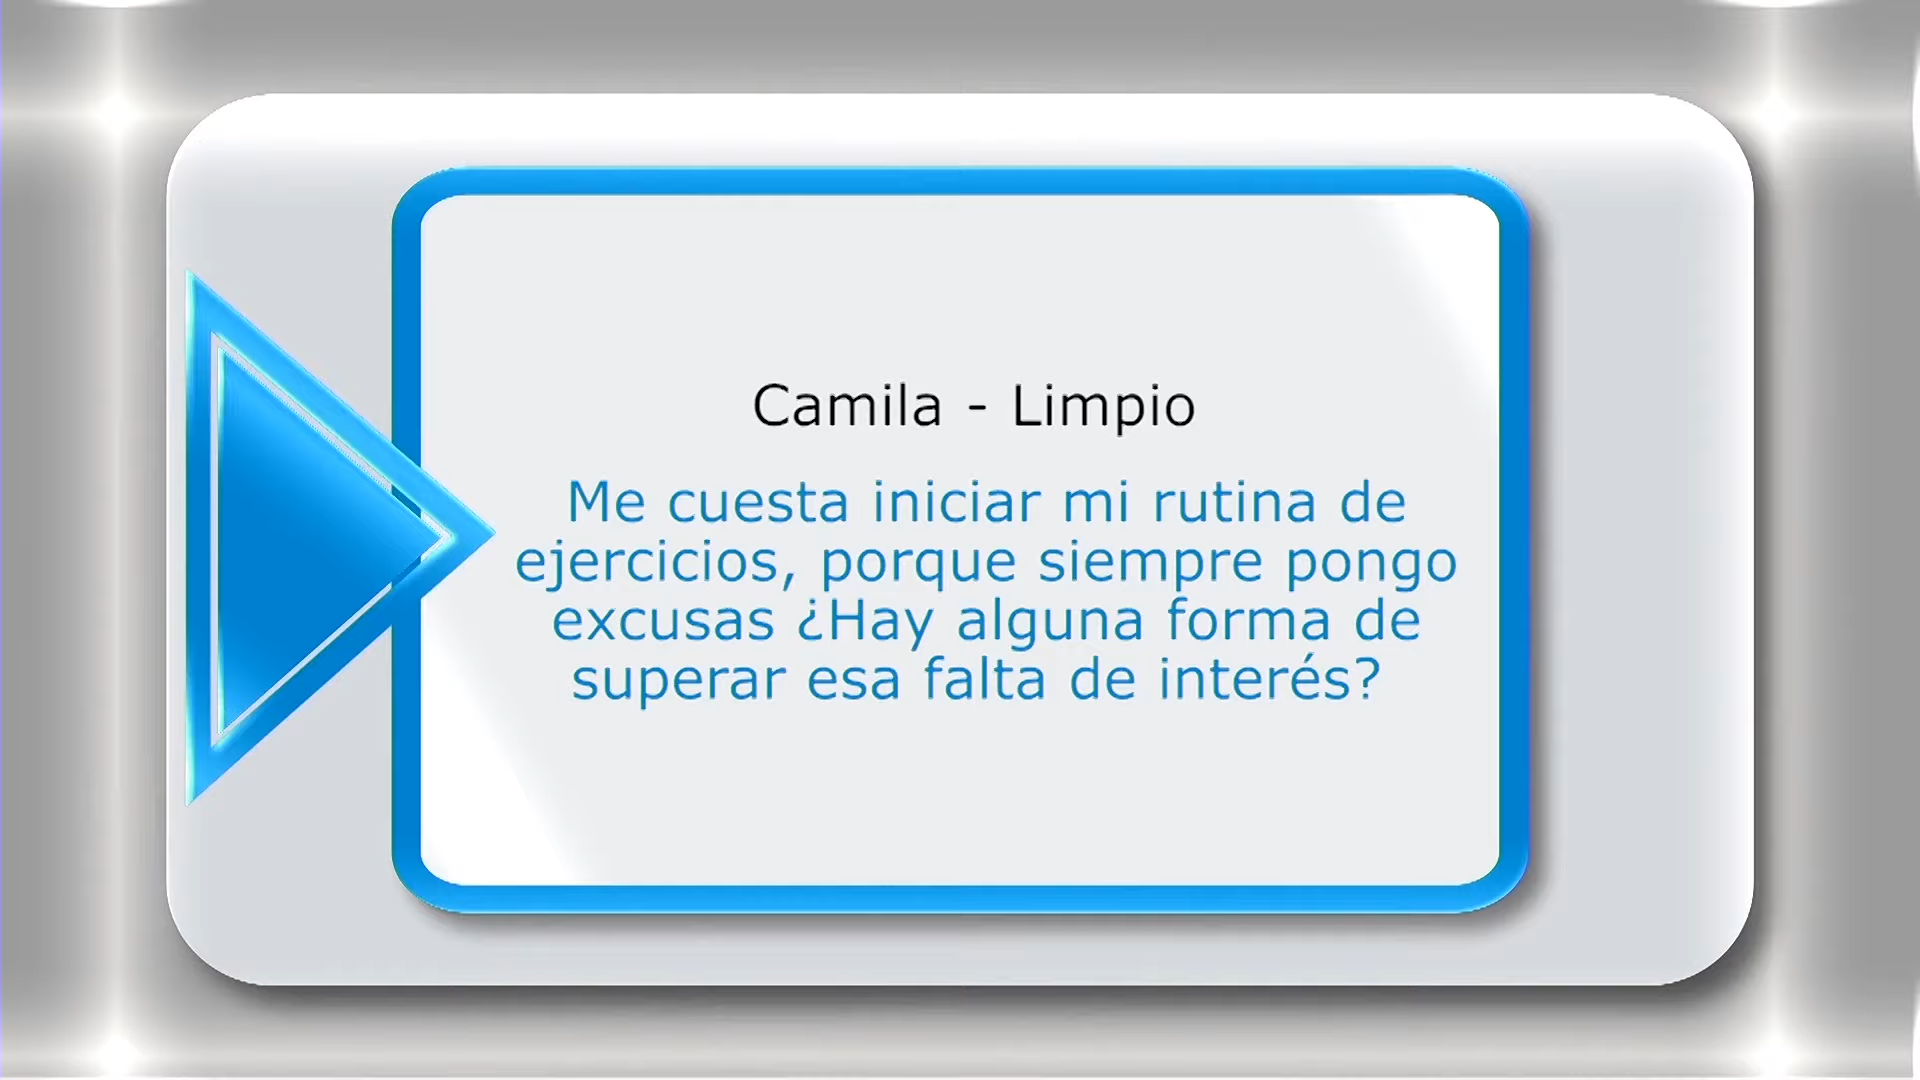 Camila - Limpio
Me cuesta iniciar mi rutina de
ejercicios, porque siempre pongo
excusas ¿Hay alguna forma de
superar esa falta de interés?